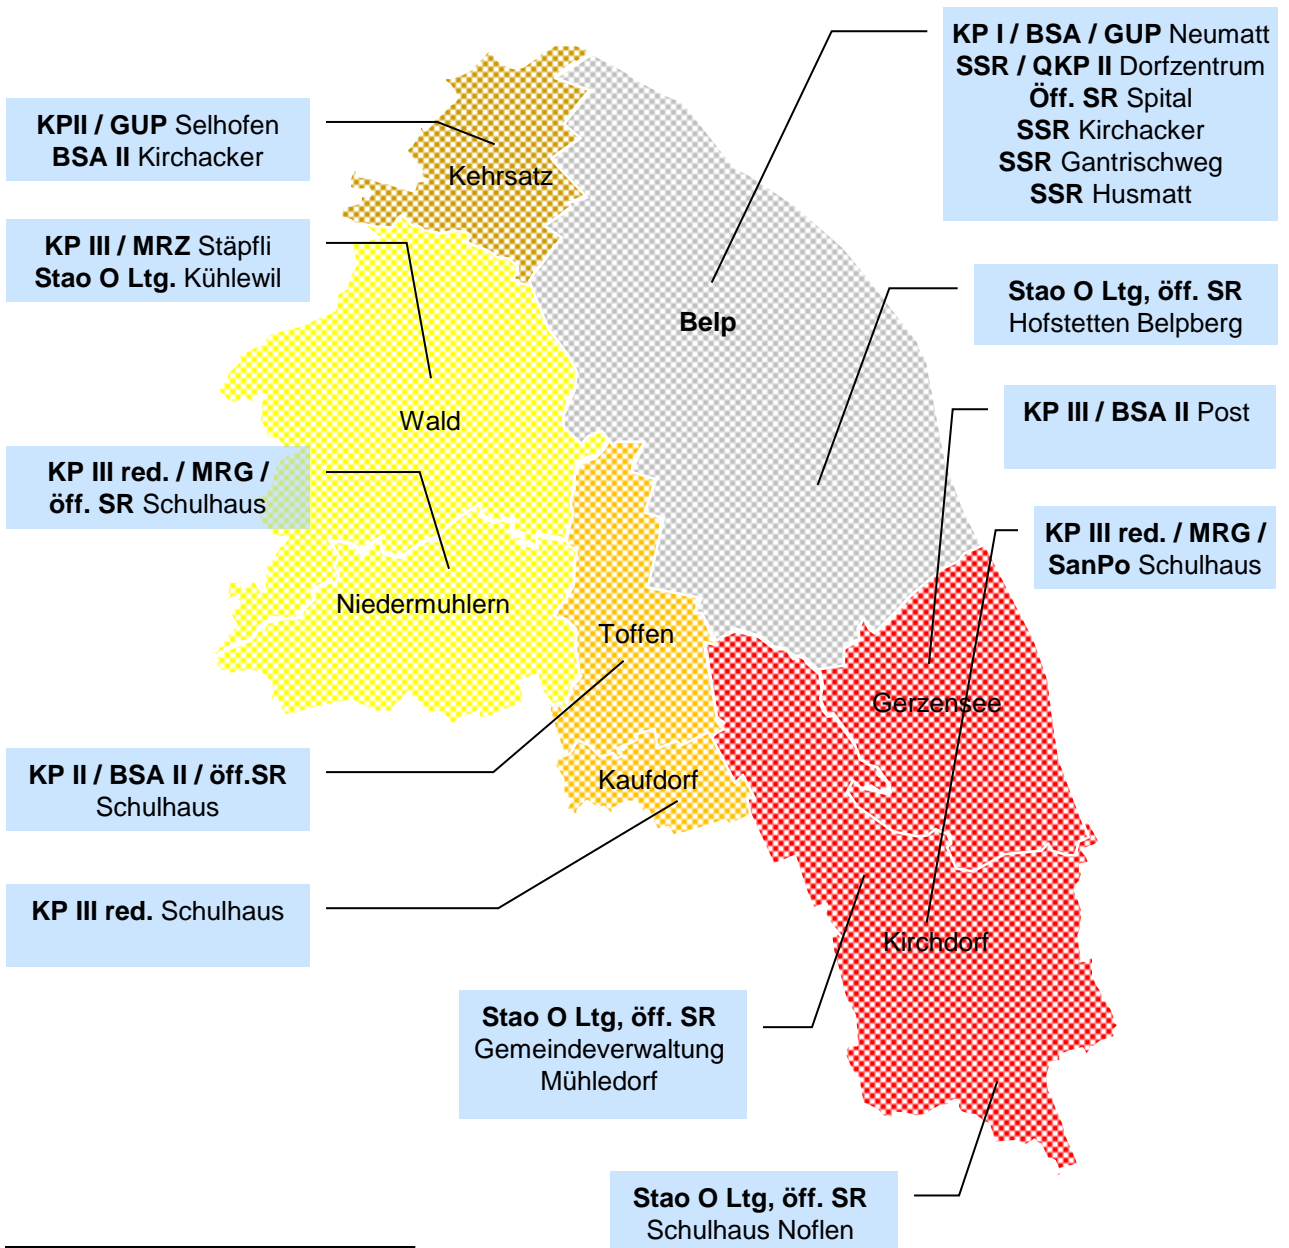 KP I / BSA / GUP Neumatt
SSR / QKP II Dorfzentrum
Öff. SR Spital
SSR Kirchacker
SSR Gantrischweg
SSR Husmatt
KPII / GUP Selhofen
BSA II Kirchacker
Kehrsatz
KP III / MRZ Stäpfli
Stao O Ltg. Kühlewil
Stao O Ltg, öff. SR
Hofstetten Belpberg
Belp
KP III / BSA II Post
Wald
KP III red. / MRG /
öff. SR Schulhaus
KP III red. / MRG /
SanPo Schulhaus
Niedermuhlern
Toffen
Gerzensee
KP II / BSA II / öff.SR
Schulhaus
Kaufdorf
KP III red. Schulhaus
Kirchdorf
Stao O Ltg, öff. SR
Gemeindeverwaltung
Mühledorf
Stao O Ltg, öff. SR
Schulhaus Noflen